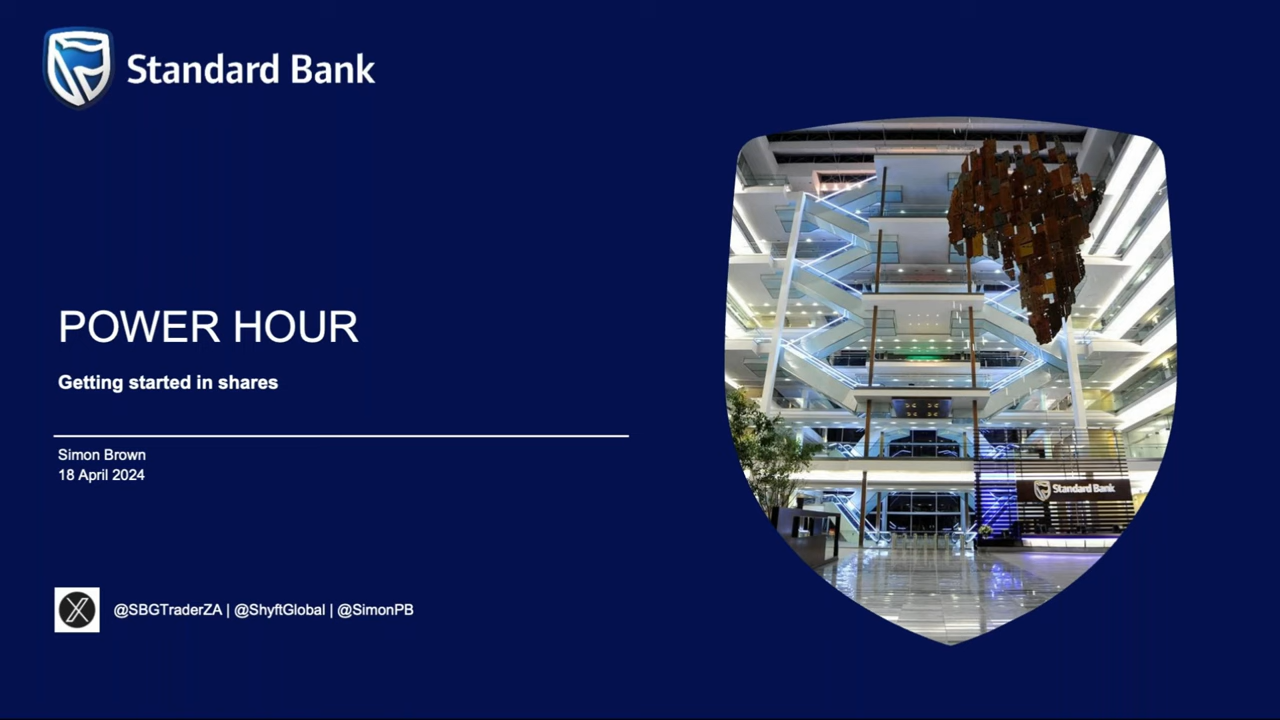 Standard Bank
POWER HOUR
Getting started in shares
Simon Brown
18 April 2024
@SBGTraderZA | @ShyftGlobal | @SimonPB
Standard Bank